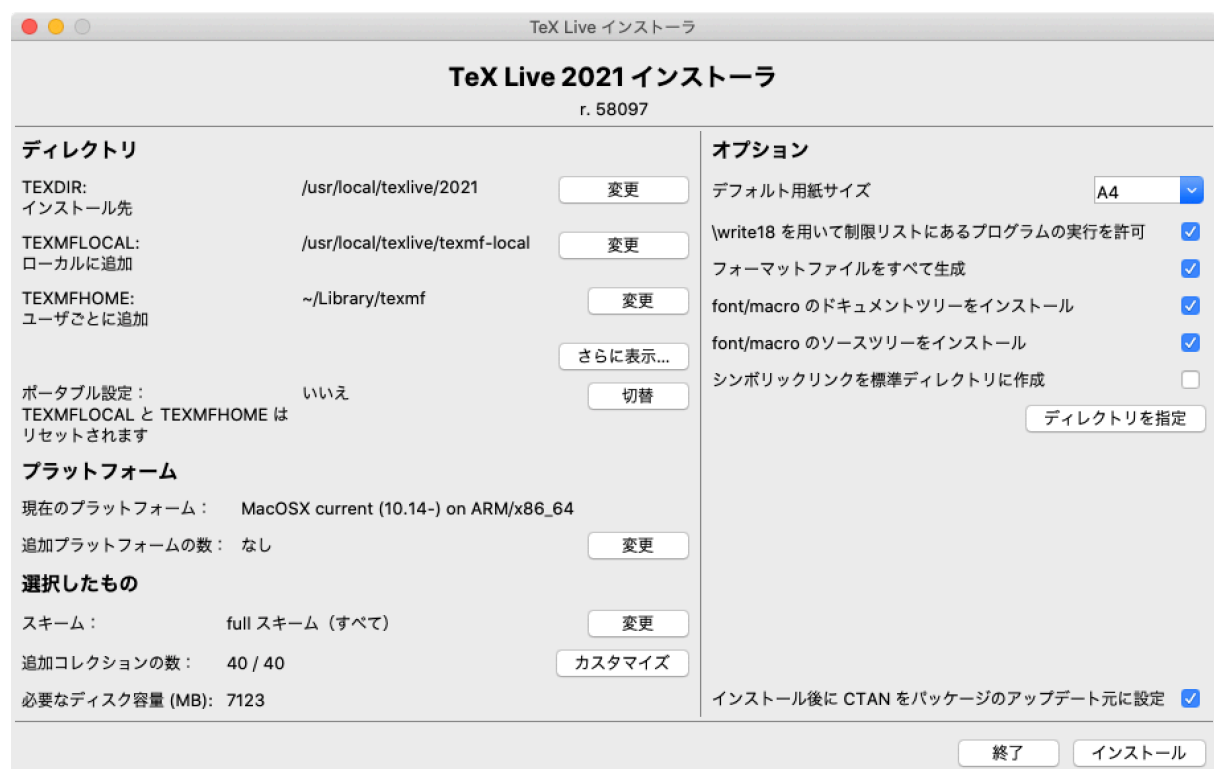 TeX Live インストーラ
TeX Live 2021 インストーラ
r. 58097
ディレクトリ
TEXDIR: /usr/local/texlive/2021 変更
インストール先
TEXMFLOCAL: /usr/local/texlive/texmf-local 変更
ローカルに追加
TEXMFHOME: ~/Library/texmf 変更
ユーザごとに追加
さらに表示...
ポータブル設定： いいえ 切替
TEXMFLOCAL と TEXMFHOME は
リセットされます
プラットフォーム
現在のプラットフォーム： MacOSX current (10.14-) on ARM/x86_64
追加プラットフォームの数： なし 変更
選択したもの
スキーム： full スキーム（すべて） 変更
追加コレクションの数： 40 / 40 カスタマイズ
必要なディスク容量 (MB): 7123
オプション
デフォルト用紙サイズ A4
\write18 を用いて制限リストにあるプログラムの実行を許可
フォーマットファイルをすべて生成
font/macro のドキュメントツリーをインストール
font/macro のソースツリーをインストール
シンボリックリンクを標準ディレクトリに作成
ディレクトリを指定
インストール後に CTAN をパッケージのアップデート元に設定
終了 インストール